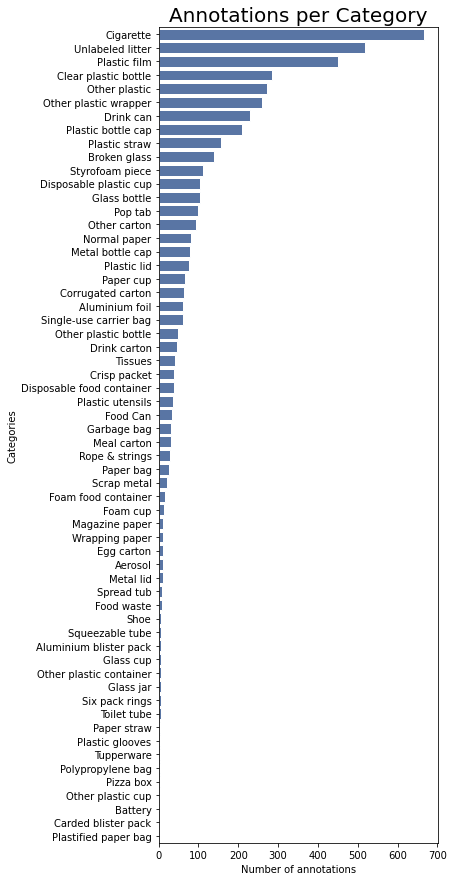 Annotations per Category
Cigarette
Unlabeled litter
Plastic film
Clear plastic bottle
Other plastic
Other plastic wrapper
Drink can
Plastic bottle cap
Plastic straw
Broken glass
Styrofoam piece
Disposable plastic cup
Glass bottle
Pop tab
Other carton
Normal paper
Metal bottle cap
Plastic lid
Paper cup
Corrugated carton
Aluminium foil
Single-use carrier bag
Other plastic bottle
Drink carton
Tissues
Crisp packet
Disposable food container
Plastic utensils
Food Can
Garbage bag
Meal carton
Rope & strings
Paper bag
Scrap metal
Foam food container
Foam cup
Magazine paper
Wrapping paper
Egg carton
Aerosol
Metal lid
Spread tub
Food waste
Shoe
Squeezable tube
Aluminium blister pack
Glass cup
Other plastic container
Glass jar
Six pack rings
Toilet tube
Paper straw
Plastic glooves
Tupperware
Polypropylene bag
Pizza box
Other plastic cup
Battery
Carded blister pack
Plastified paper bag
Categories
0 100 200 300 400 500 600 700
Number of annotations